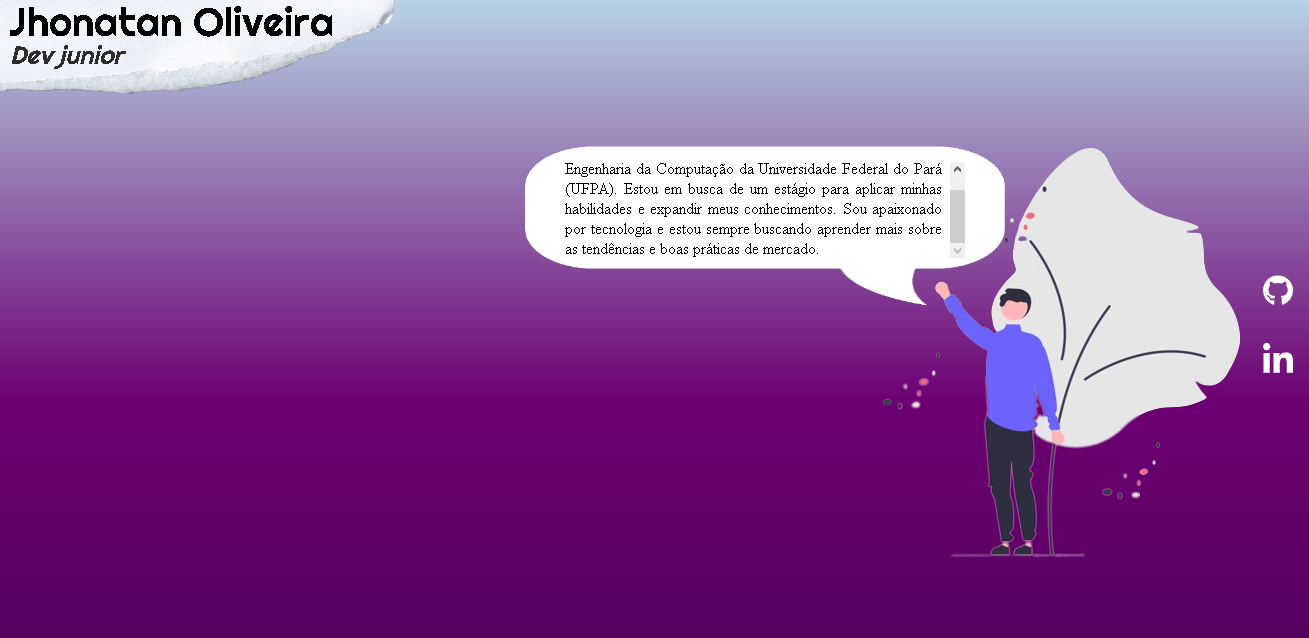 Jhonatan Oliveira
Dev junior
Engenharia da Computação da Universidade Federal do Pará
(UFPA). Estou em busca de um estágio para aplicar minhas
habilidades e expandir meus conhecimentos. Sou apaixonado
por tecnologia e estou sempre buscando aprender mais sobre
as tendências e boas práticas de mercado.
in